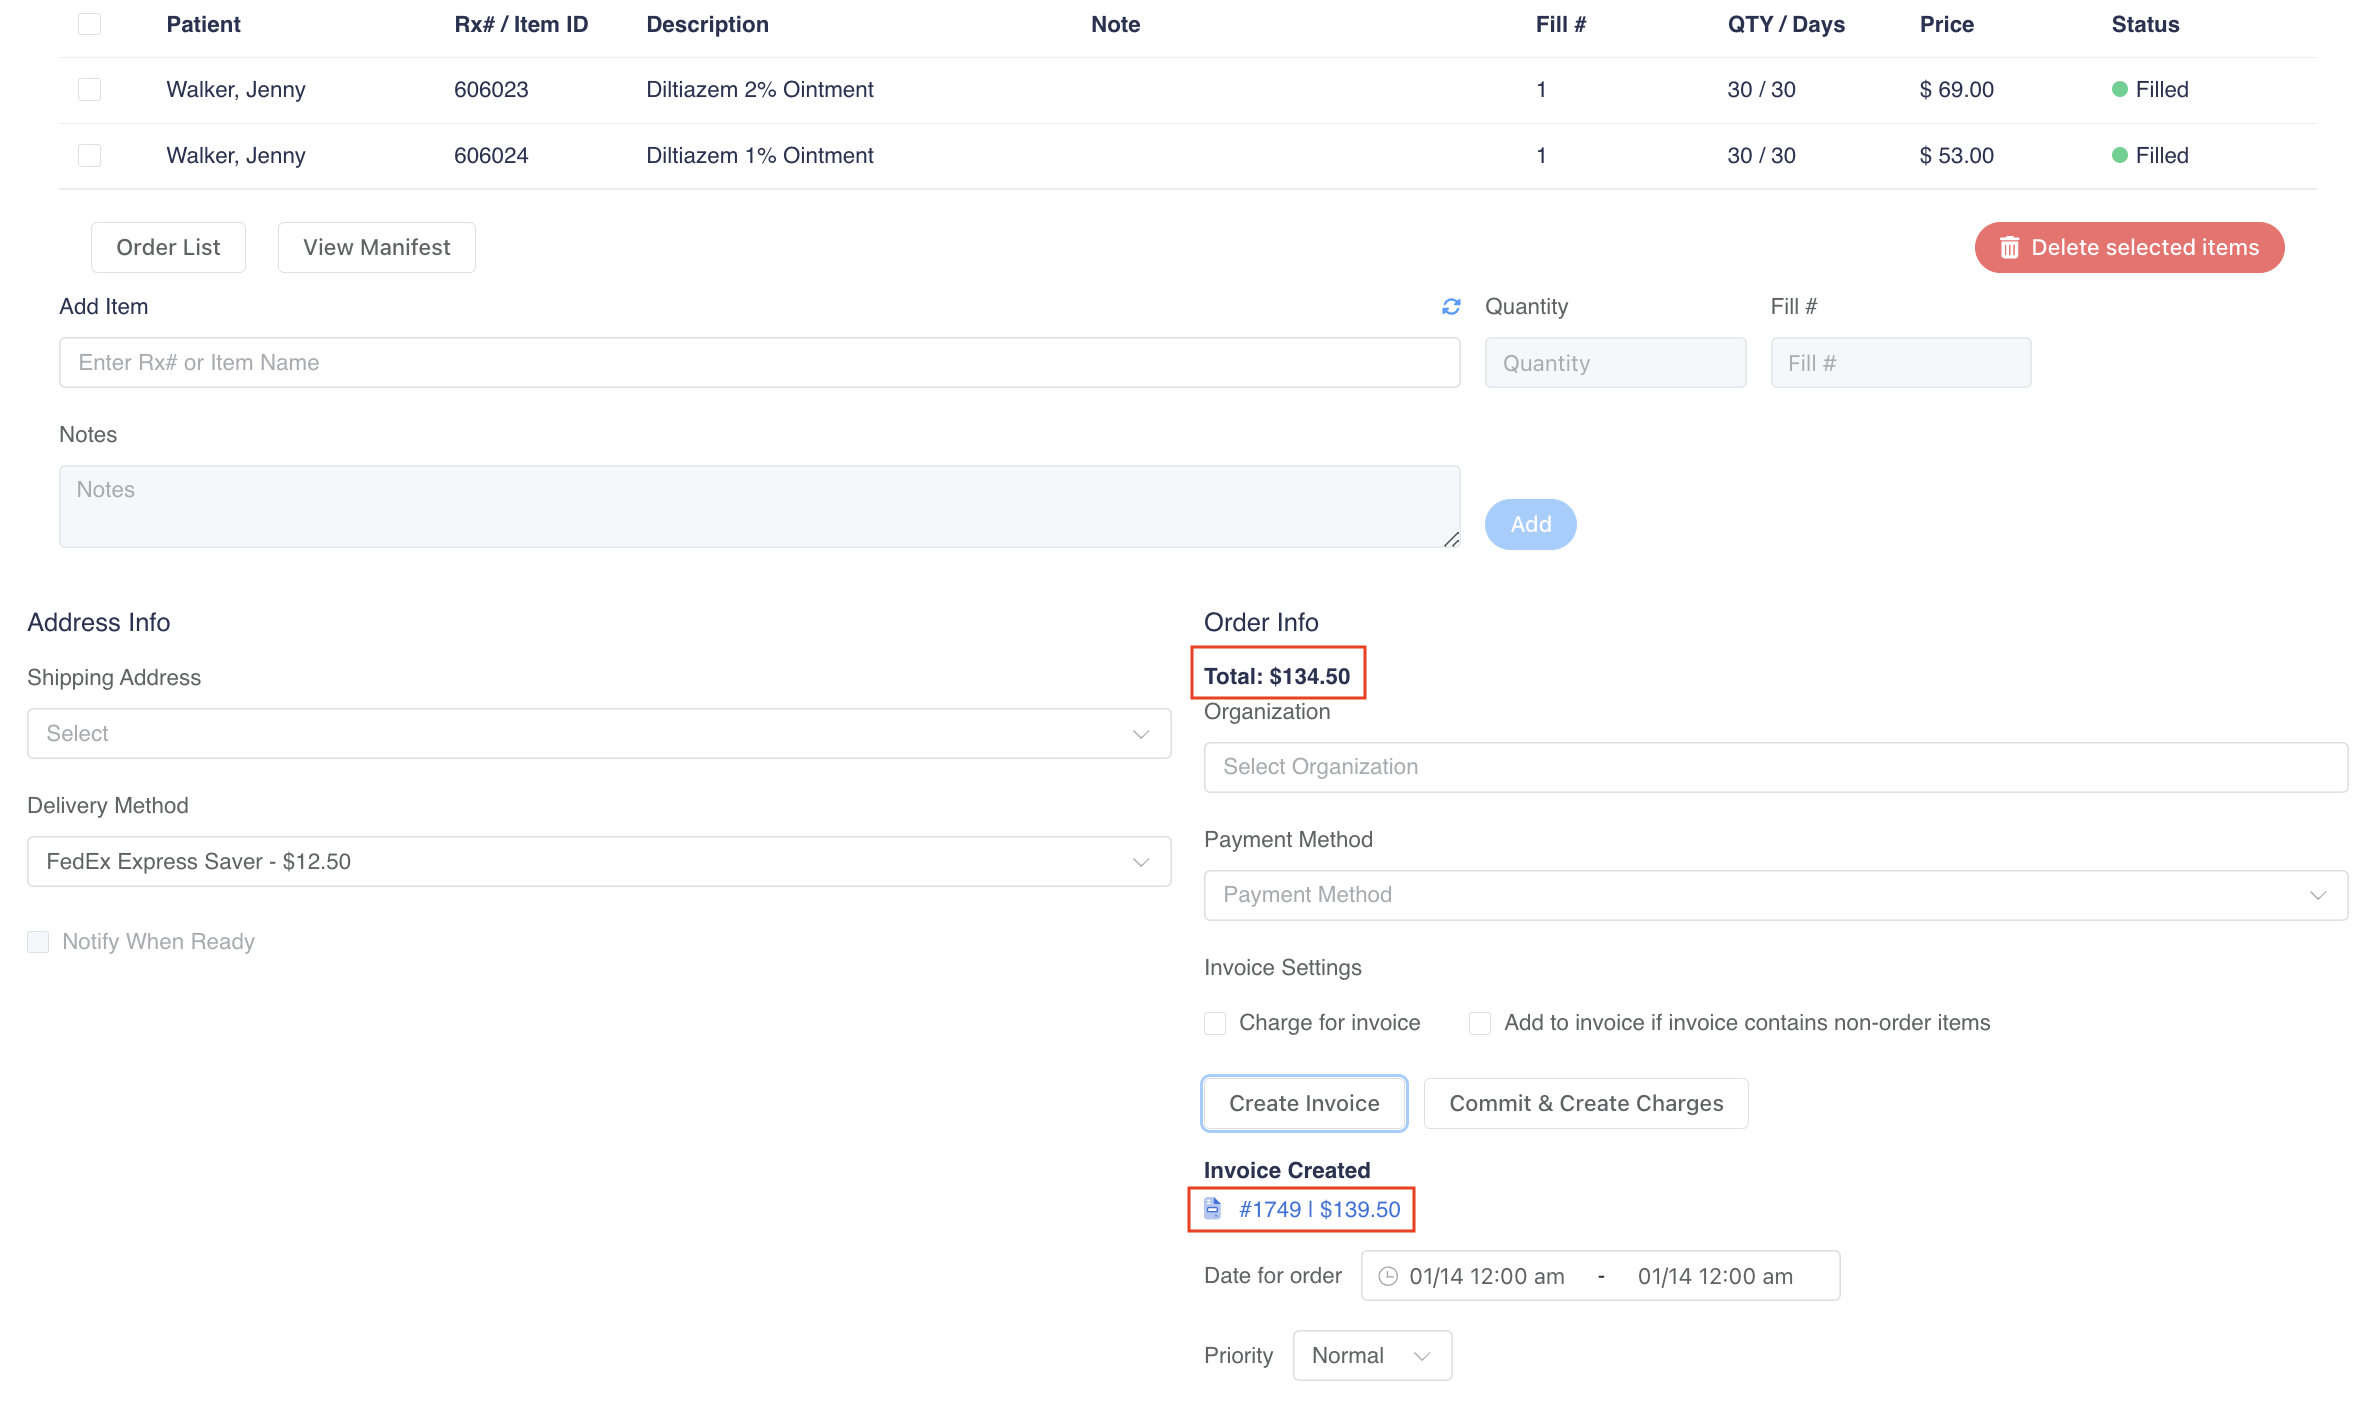 Patient Rx# / Item ID Description Note Fill # QTY / Days Price Status
Walker, Jenny 606023 Diltiazem 2% Ointment 1 30 / 30 $ 69.00 Filled
Walker, Jenny 606024 Diltiazem 1% Ointment 1 30 / 30 $ 53.00 Filled
Order List View Manifest Delete selected items
Add Item Quantity Fill #
Enter Rx# or Item Name Quantity Fill #
Notes
Notes
Add
Address Info
Shipping Address
Select
Delivery Method
FedEx Express Saver - $12.50
Notify When Ready
Order Info
Total: $134.50
Organization
Select Organization
Payment Method
Payment Method
Invoice Settings
Charge for invoice Add to invoice if invoice contains non-order items
Create Invoice Commit & Create Charges
Invoice Created
#1749 | $139.50
Date for order 01/14 12:00 am - 01/14 12:00 am
Priority Normal